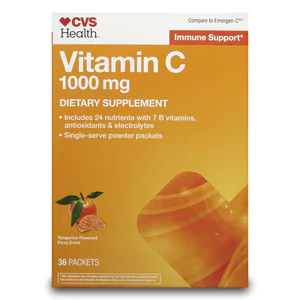 CVS
Health.
Compare to Emergen-C®†
Immune Support*
Vitamin C
1000 mg
DIETARY SUPPLEMENT
• Includes 24 nutrients with 7 B vitamins,
antioxidants & electrolytes
• Single-serve powder packets
Tangerine Flavored
Fizzy Drink
36 PACKETS